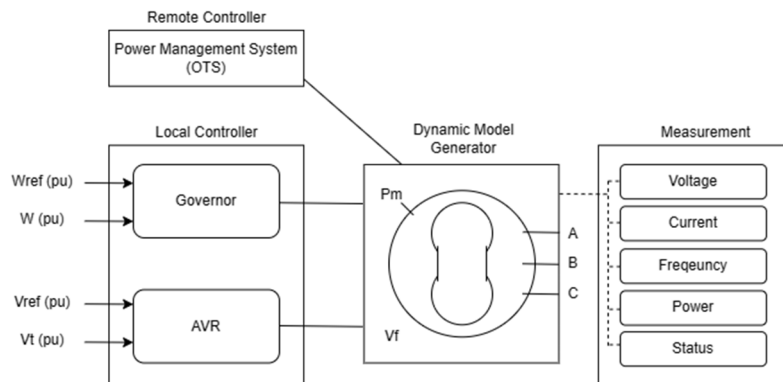 Remote Controller
Power Management System
(OTS)
Local Controller
Dynamic Model
Generator
Measurement
Wref (pu)
W (pu)
Governor
Vref (pu)
Vt (pu)
AVR
Pm
Vf
A
B
C
Voltage
Current
Freqeuncy
Power
Status